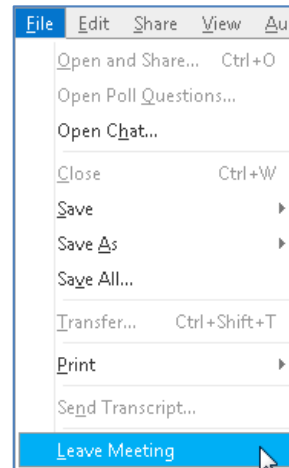 File Edit Share View Au
Open and Share... Ctrl+O
Open Poll Questions...
Open Chat...
Close Ctrl+W
Save
Save As
Save All...
Transfer... Ctrl+Shift+T
Print
Send Transcript...
Leave Meeting